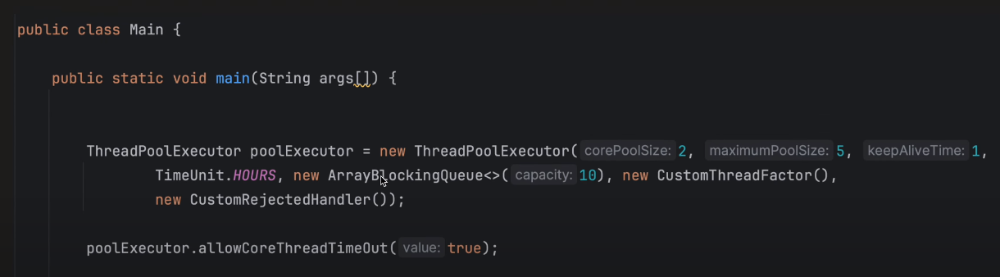 public class Main {
public static void main(String args[]) {
ThreadPoolExecutor poolExecutor = new ThreadPoolExecutor( corePoolSize: 2, maximumPoolSize: 5, keepAliveTime: 1,
TimeUnit.HOURS, new ArrayBlockingQueue<>( capacity: 10), new CustomThreadFactor(),
new CustomRejectedHandler());
poolExecutor.allowCoreThreadTimeOut( value: true);